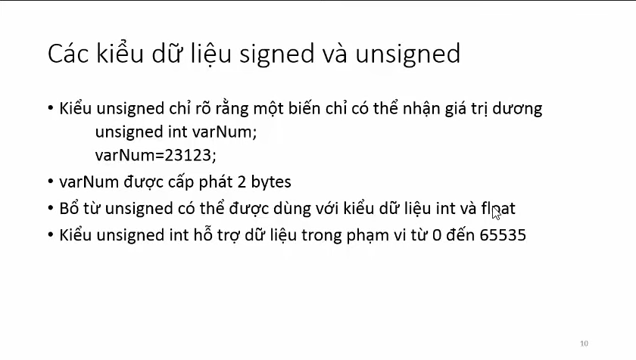 Các kiểu dữ liệu signed và unsigned
• Kiểu unsigned chỉ rõ rằng một biến chỉ có thể nhận giá trị dương
unsigned int varNum;
varNum=23123;
• varNum được cấp phát 2 bytes
• Bổ từ unsigned có thể được dùng với kiểu dữ liệu int và float
• Kiểu unsigned int hỗ trợ dữ liệu trong phạm vi từ 0 đến 65535
10